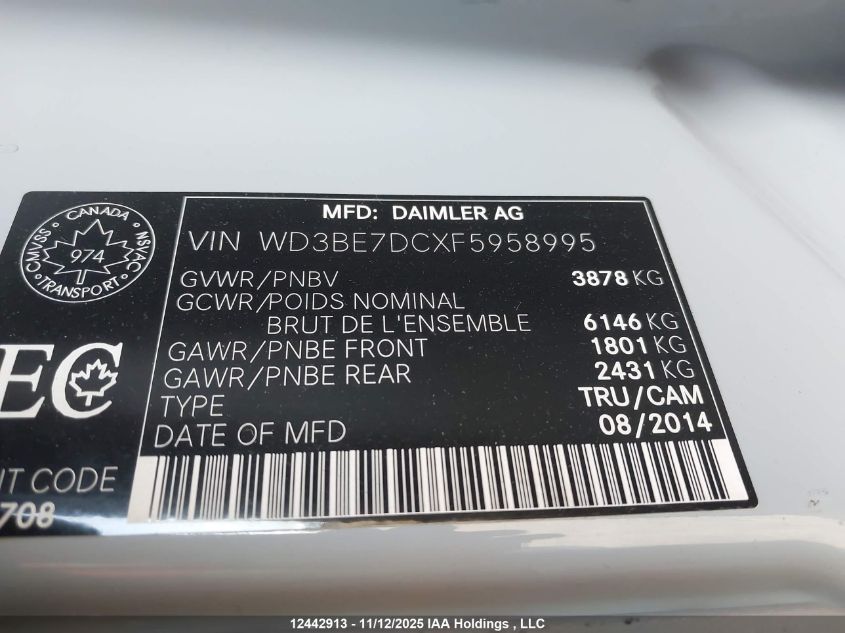 CANADA
CMVSS 974 NSVAC
TRANSPORT
MFD: DAIMLER AG
VIN WD3BE7DCXF5958995
GVWR/PNBV 3878 KG
GCWR/POIDS NOMINAL
BRUT DE L'ENSEMBLE 6146 KG
GAWR/PNBE FRONT 1801 KG
GAWR/PNBE REAR 2431 KG
TYPE TRU/CAM
DATE OF MFD 08/2014
EC
IT CODE
708
12442913 - 11/12/2025 IAA Holdings , LLC